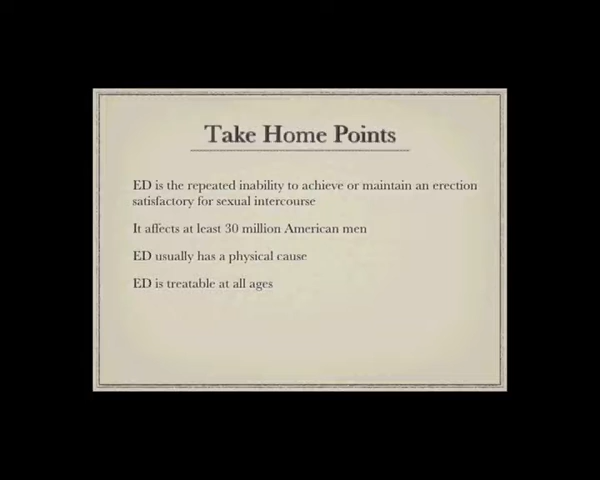 Take Home Points
ED is the repeated inability to achieve or maintain an erection
satisfactory for sexual intercourse
It affects at least 30 million American men
ED usually has a physical cause
ED is treatable at all ages